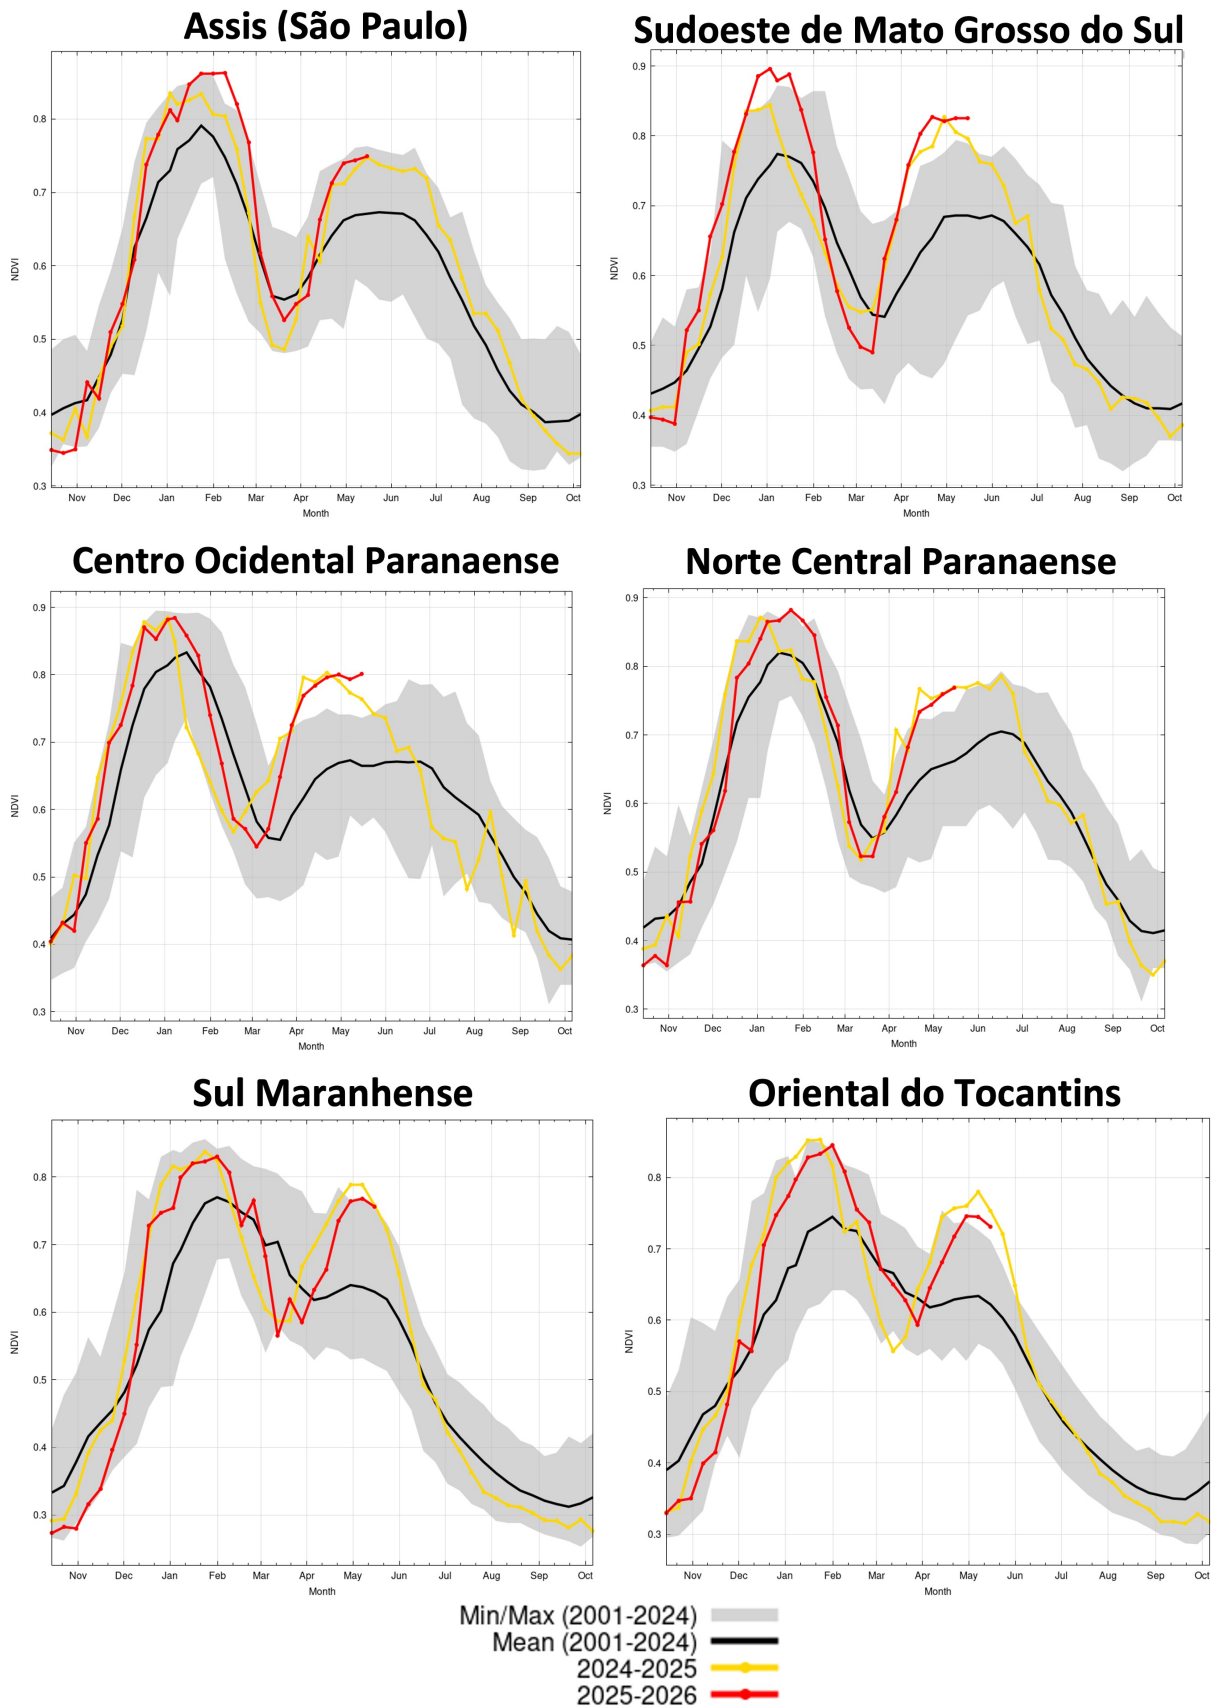 Assis (São Paulo)
Sudoeste de Mato Grosso do Sul
0.8
0.7
0.6
0.5
0.4
0.3
NDVI
Nov Dec Jan Feb Mar Apr May Jun Jul Aug Sep Oct
Month
0.9
0.8
0.7
0.6
0.5
0.4
0.3
NDVI
Nov Dec Jan Feb Mar Apr May Jun Jul Aug Sep Oct
Month
Centro Ocidental Paranaense
Norte Central Paranaense
0.9
0.8
0.7
0.6
0.5
0.4
0.3
NDVI
Nov Dec Jan Feb Mar Apr May Jun Jul Aug Sep Oct
Month
0.9
0.8
0.7
0.6
0.5
0.4
0.3
NDVI
Nov Dec Jan Feb Mar Apr May Jun Jul Aug Sep Oct
Month
Sul Maranhense
Oriental do Tocantins
0.8
0.7
0.6
0.5
0.4
0.3
NDVI
Nov Dec Jan Feb Mar Apr May Jun Jul Aug Sep Oct
Month
0.8
0.7
0.6
0.5
0.4
0.3
NDVI
Nov Dec Jan Feb Mar Apr May Jun Jul Aug Sep Oct
Month
Min/Max (2001-2024)
Mean (2001-2024)
2024-2025
2025-2026